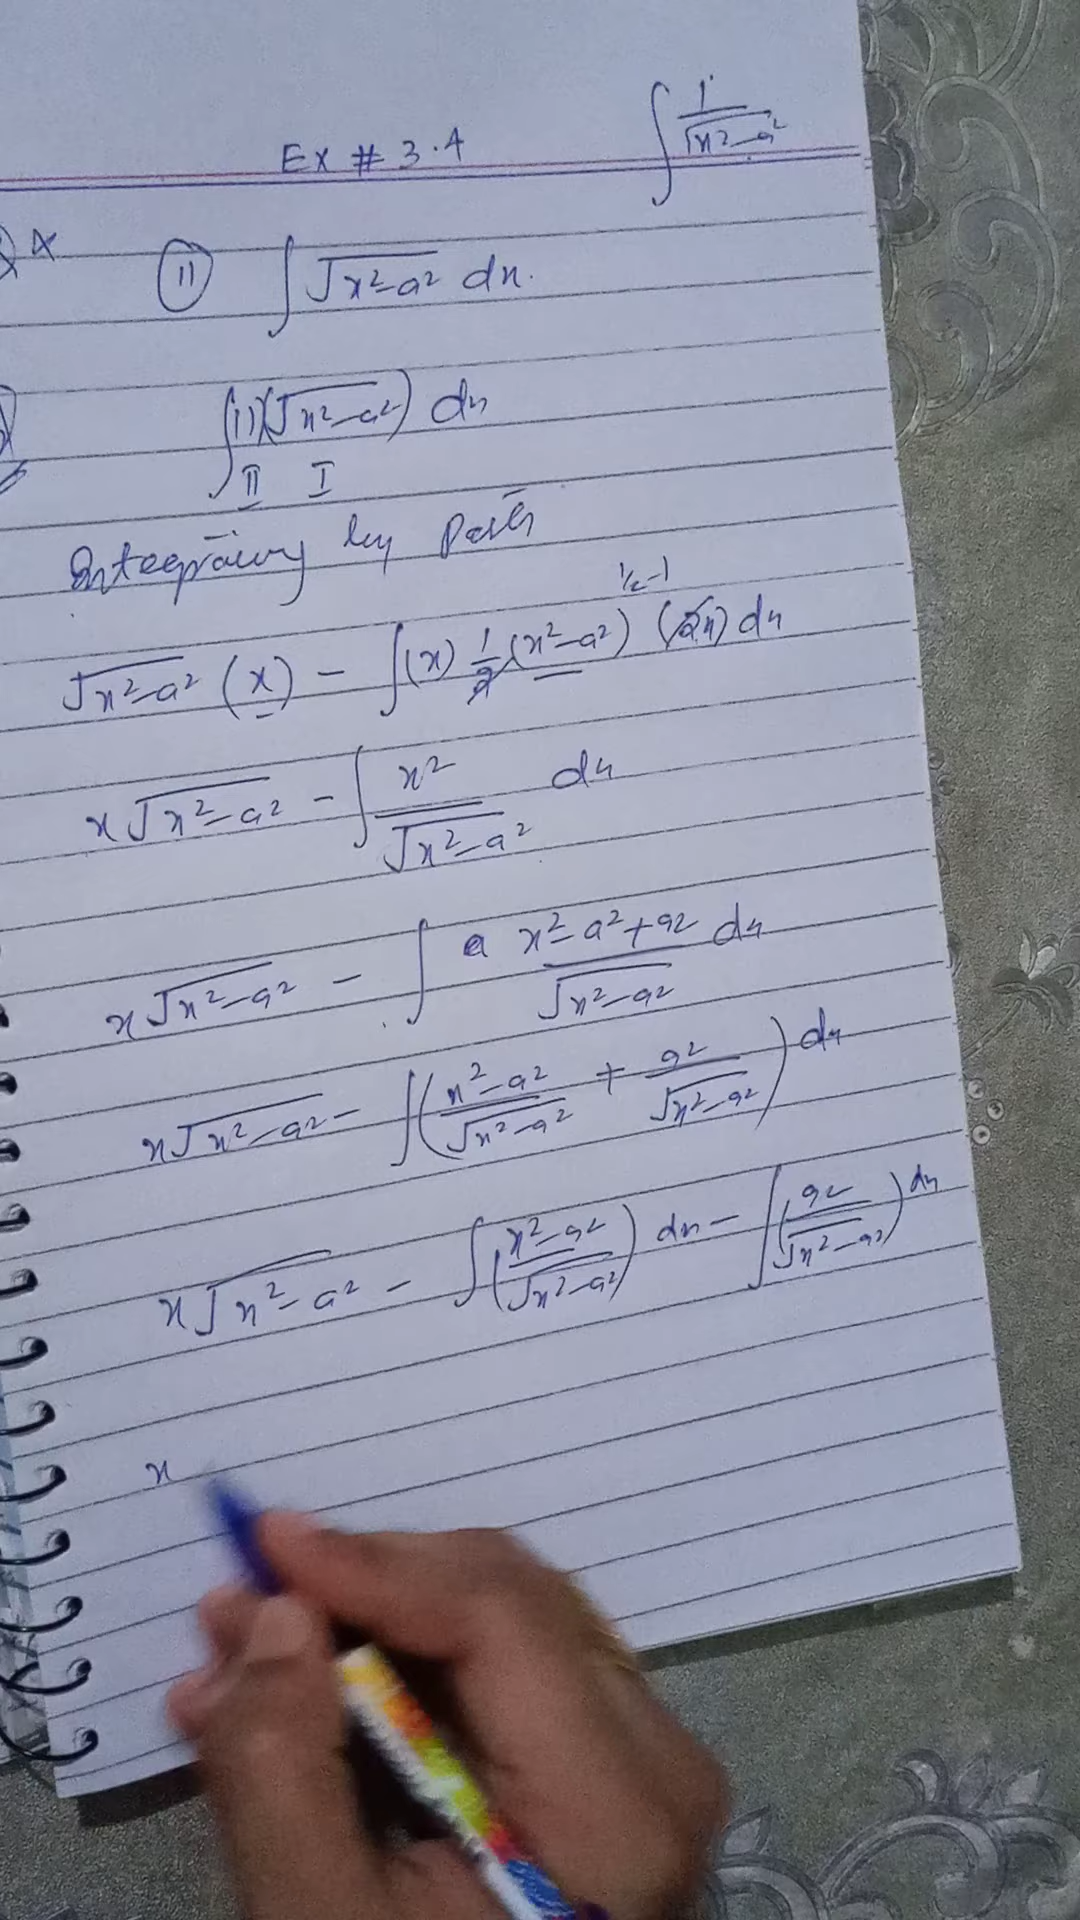 Ex # 3.4
∫ 1/√(x²-a²)
4
(11) ∫ √(x²-a²) dx.
∫ (1)(√(x²-a²)) dx
II I
Integrating by Parts
√(x²-a²) (x) - ∫(x) 1/2 (x²-a²)^(1/2-1) (2x) dx
x√(x²-a²) - ∫ x²/√(x²-a²) dx
x√(x²-a²) - ∫ (x²-a²+a²)/√(x²-a²) dx
x√(x²-a²) - ∫((x²-a²)/√(x²-a²) + a²/√(x²-a²)) dx
x√(x²-a²) - ∫((x²-a²)/√(x²-a²)) dx - ∫(a²/√(x²-a²)) dx
x